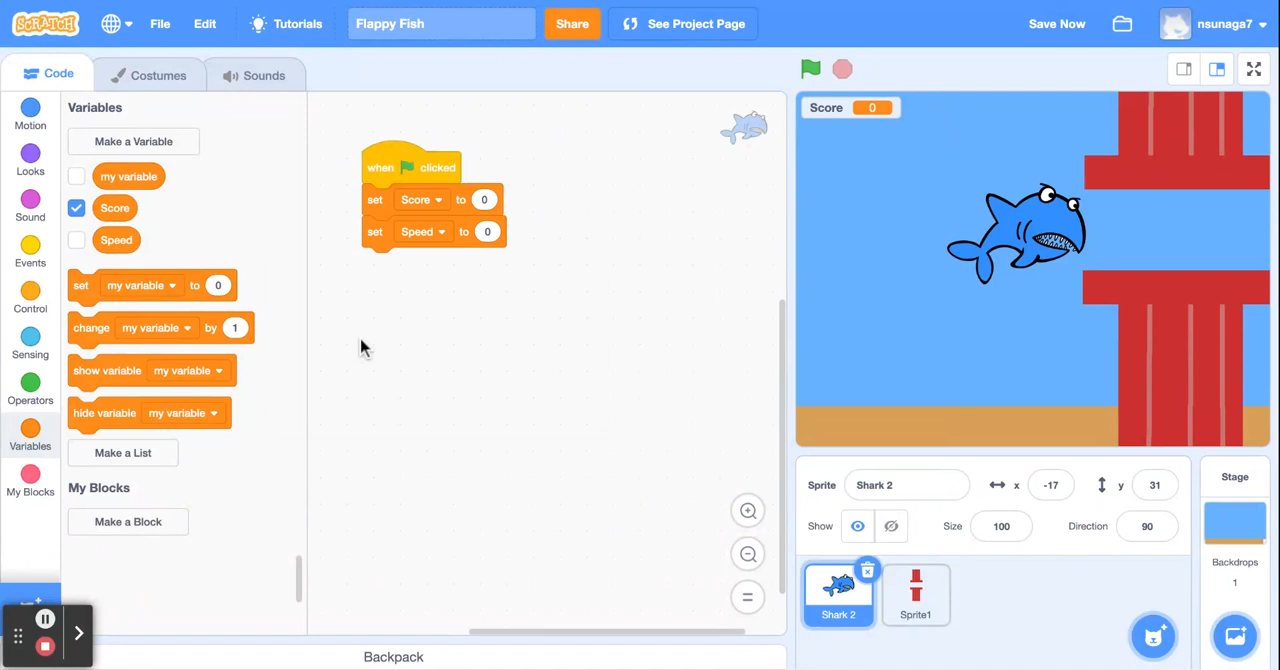 SCRATCH File Edit Tutorials Flappy Fish Share See Project Page Save Now nsunaga7
Code Costumes Sounds
Motion
Looks
Sound
Events
Control
Sensing
Operators
Variables
My Blocks
Variables
Make a Variable
my variable
Score
Speed
set my variable to 0
change my variable by 1
show variable my variable
hide variable my variable
Make a List
My Blocks
Make a Block
when clicked
set Score to 0
set Speed to 0
Backpack
Score 0
Sprite Shark 2 x -17 y 31
Show Size 100 Direction 90
Shark 2
Sprite1
Stage
Backdrops
1